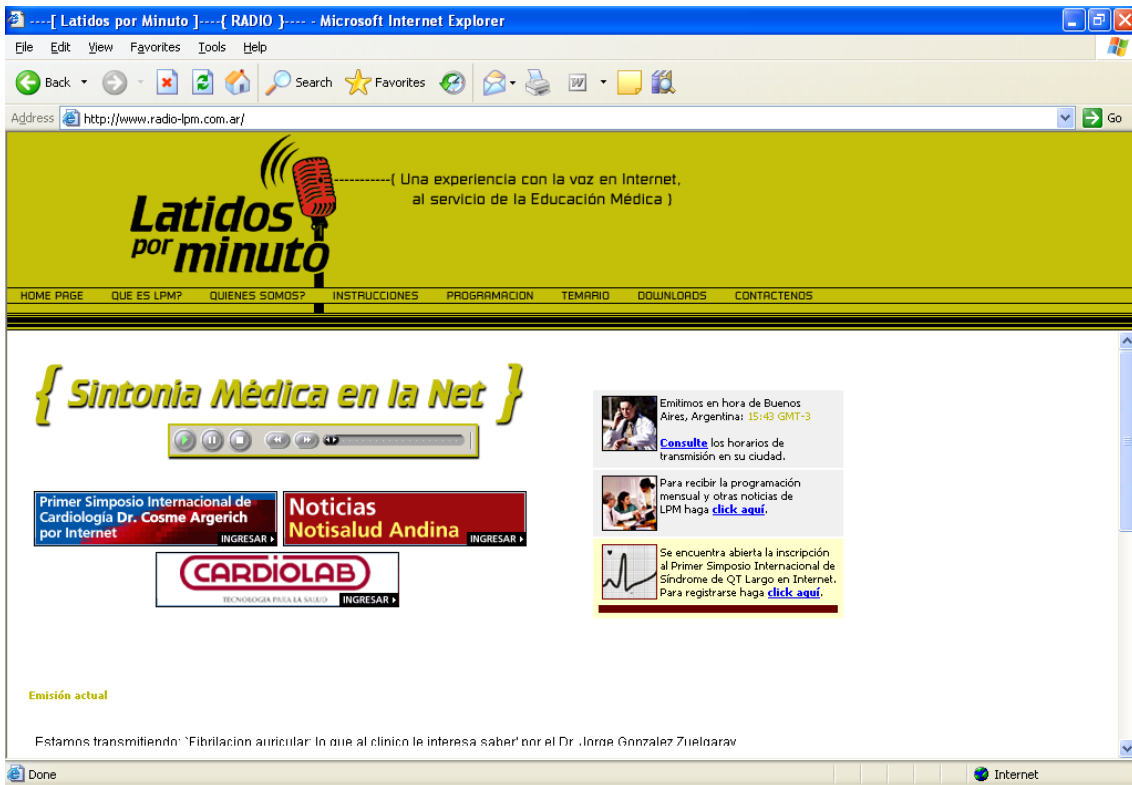 ----[ Latidos por Minuto ]----{ RADIO }---- - Microsoft Internet Explorer
File Edit View Favorites Tools Help
Back Search Favorites
Address http://www.radio-lpm.com.ar/ Go
Latidos
por minuto
-----------( Una experiencia con la voz en Internet,
al servicio de la Educación Médica )
HOME PAGE QUE ES LPM? QUIENES SOMOS? INSTRUCCIONES PROGRAMACION TEMARIO DOWNLOADS CONTACTENOS
{ Sintonia Médica en la Net }
Primer Simposio Internacional de
Cardiología Dr. Cosme Argerich
por Internet
INGRESAR
Noticias
Notisalud Andina
INGRESAR
CARDIOLAB
TECNOLOGIA PARA LA SALUD
INGRESAR
Emitimos en hora de Buenos
Aires, Argentina: 15:43 GMT-3
Consulte los horarios de
transmisión en su ciudad.
Para recibir la programación
mensual y otras noticias de
LPM haga click aquí.
Se encuentra abierta la inscripción
al Primer Simposio Internacional de
Síndrome de QT Largo en Internet.
Para registrarse haga click aquí.
Emisión actual
Estamos transmitiendo: `Fibrilacion auricular: lo que al clinico le interesa saber' por el Dr. Jorge Gonzalez Zuelgaray
Done Internet